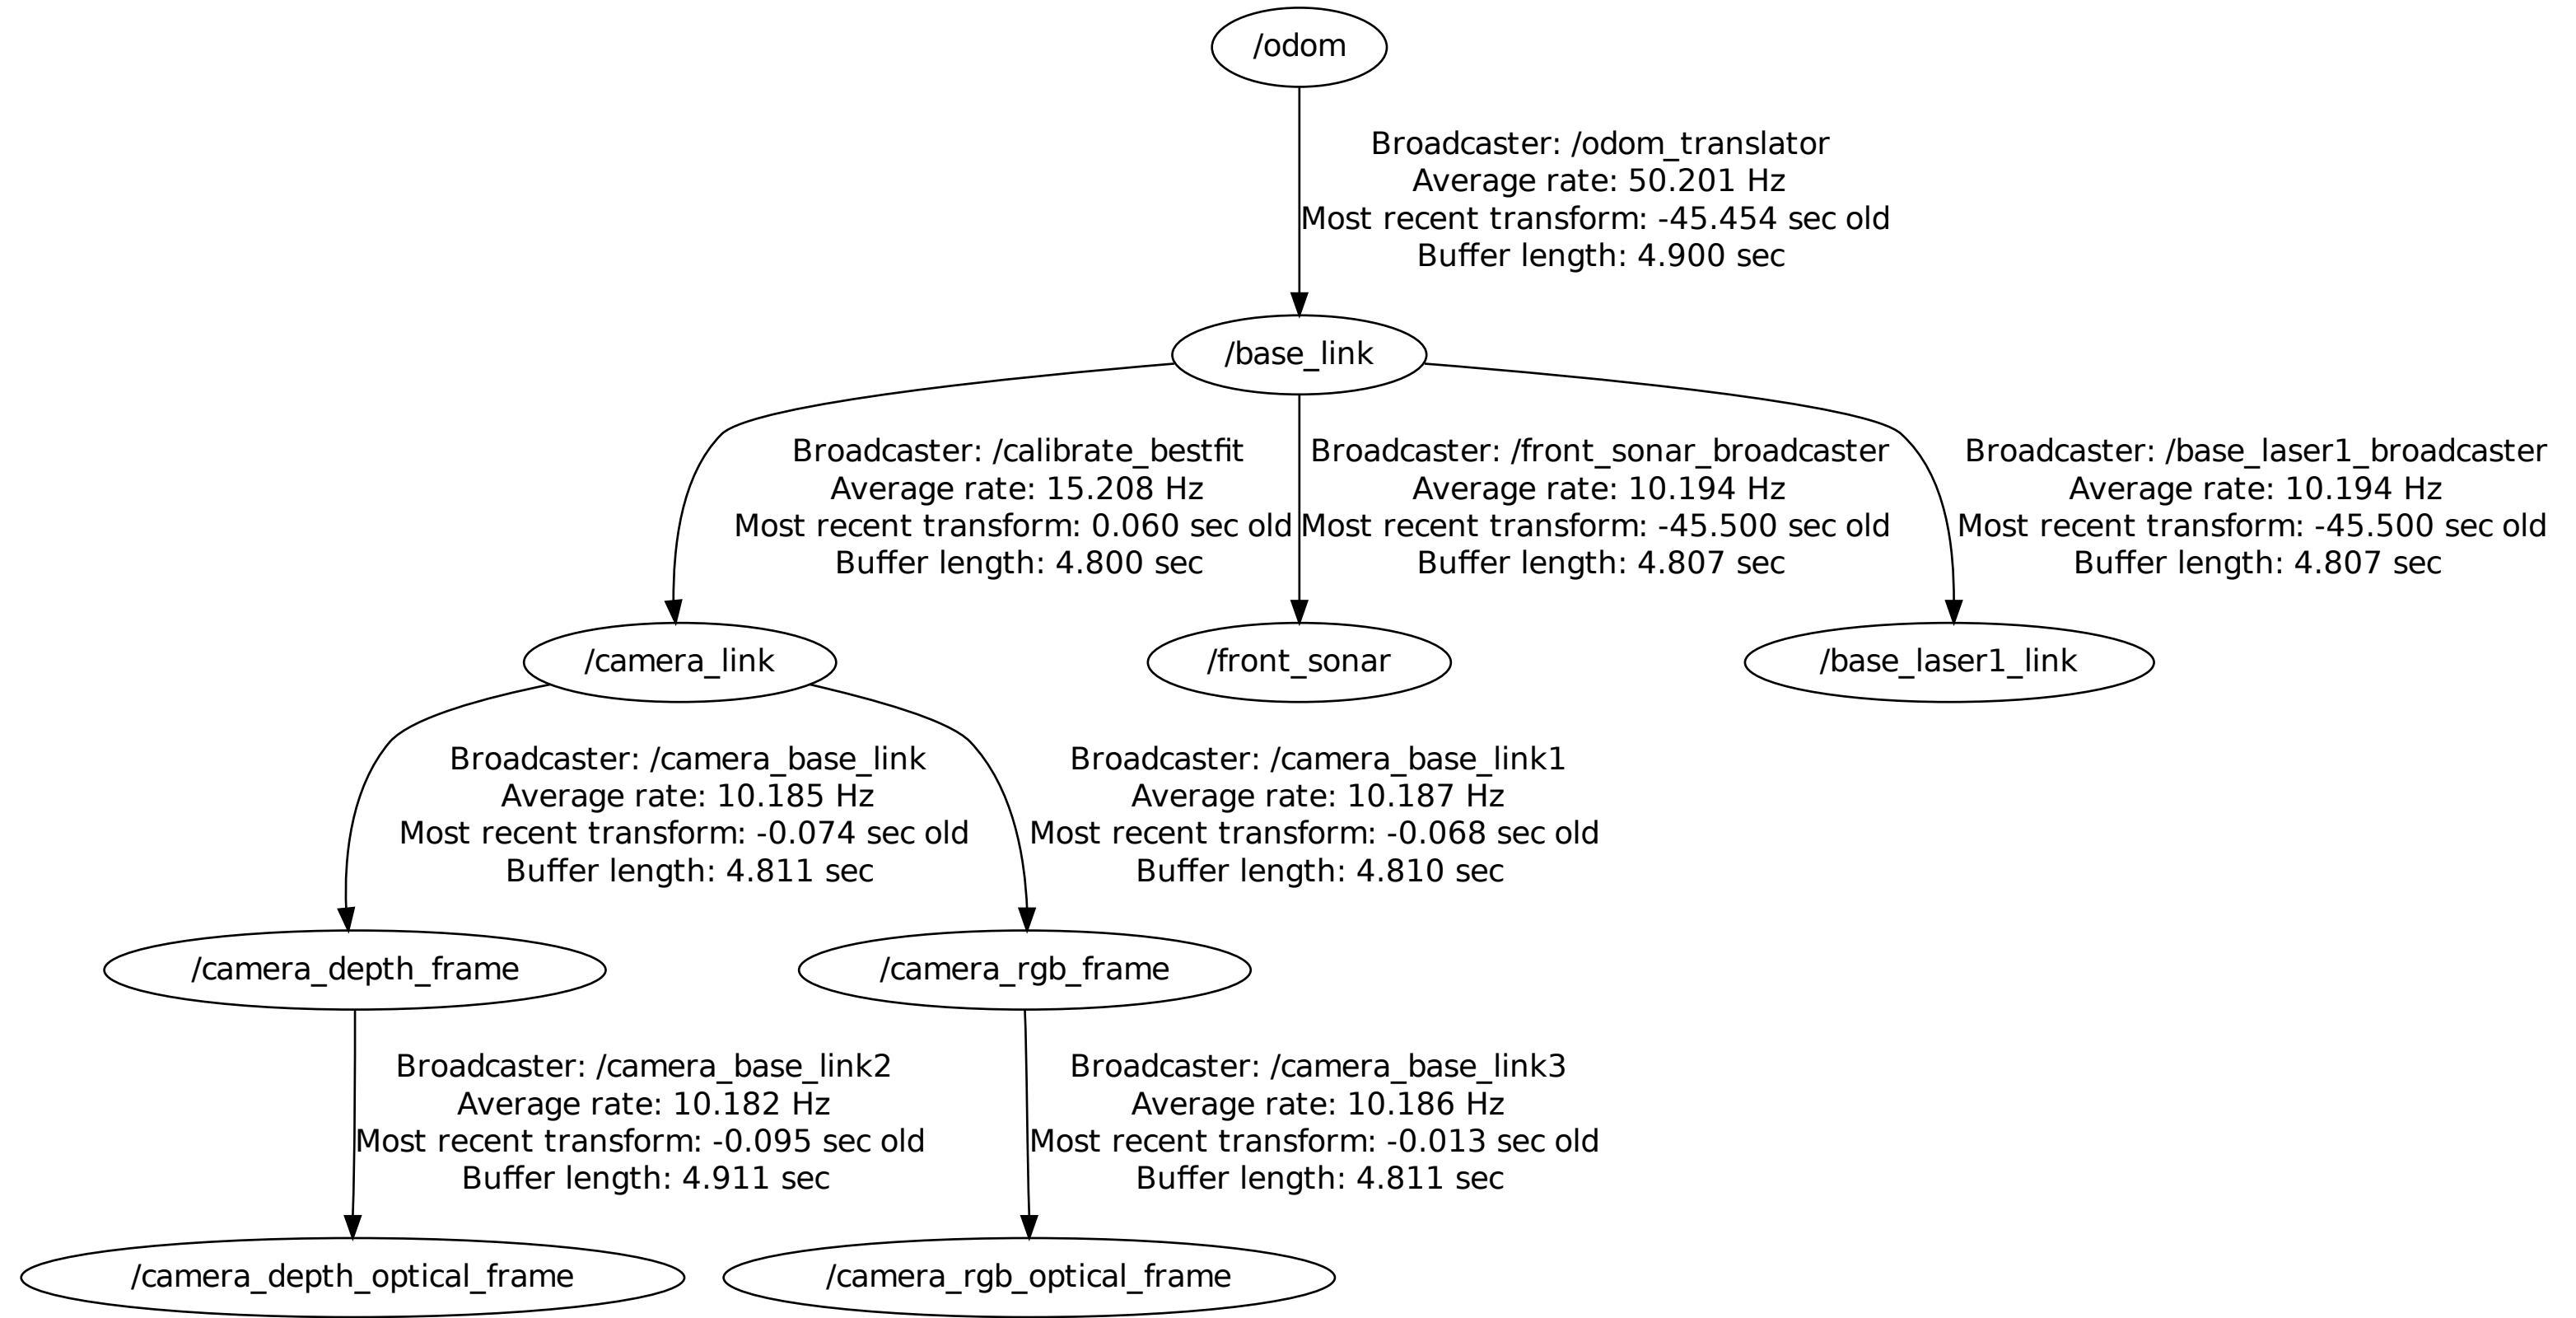 /odom
Broadcaster: /odom_translator
Average rate: 50.201 Hz
Most recent transform: -45.454 sec old
Buffer length: 4.900 sec
/base_link
Broadcaster: /calibrate_bestfit
Average rate: 15.208 Hz
Most recent transform: 0.060 sec old
Buffer length: 4.800 sec
Broadcaster: /front_sonar_broadcaster
Average rate: 10.194 Hz
Most recent transform: -45.500 sec old
Buffer length: 4.807 sec
Broadcaster: /base_laser1_broadcaster
Average rate: 10.194 Hz
Most recent transform: -45.500 sec old
Buffer length: 4.807 sec
/camera_link
/front_sonar
/base_laser1_link
Broadcaster: /camera_base_link
Average rate: 10.185 Hz
Most recent transform: -0.074 sec old
Buffer length: 4.811 sec
Broadcaster: /camera_base_link1
Average rate: 10.187 Hz
Most recent transform: -0.068 sec old
Buffer length: 4.810 sec
/camera_depth_frame
/camera_rgb_frame
Broadcaster: /camera_base_link2
Average rate: 10.182 Hz
Most recent transform: -0.095 sec old
Buffer length: 4.911 sec
Broadcaster: /camera_base_link3
Average rate: 10.186 Hz
Most recent transform: -0.013 sec old
Buffer length: 4.811 sec
/camera_depth_optical_frame
/camera_rgb_optical_frame